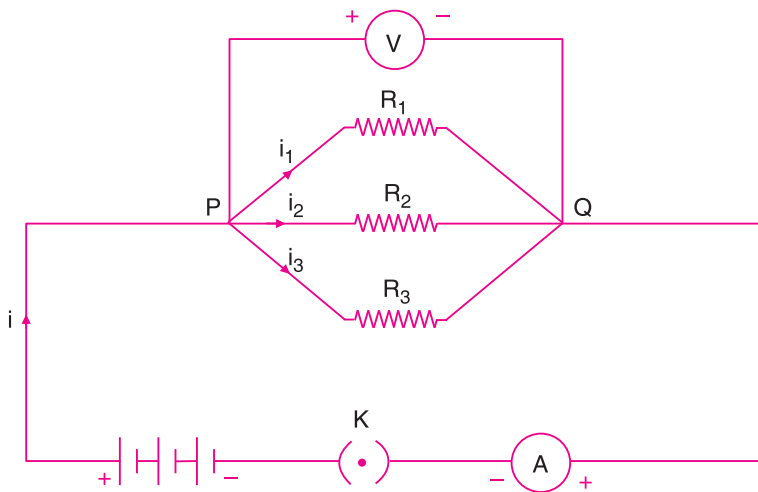 + V −
R1
i1
P i2 R2 Q
i3
R3
i
K
+ − − A +